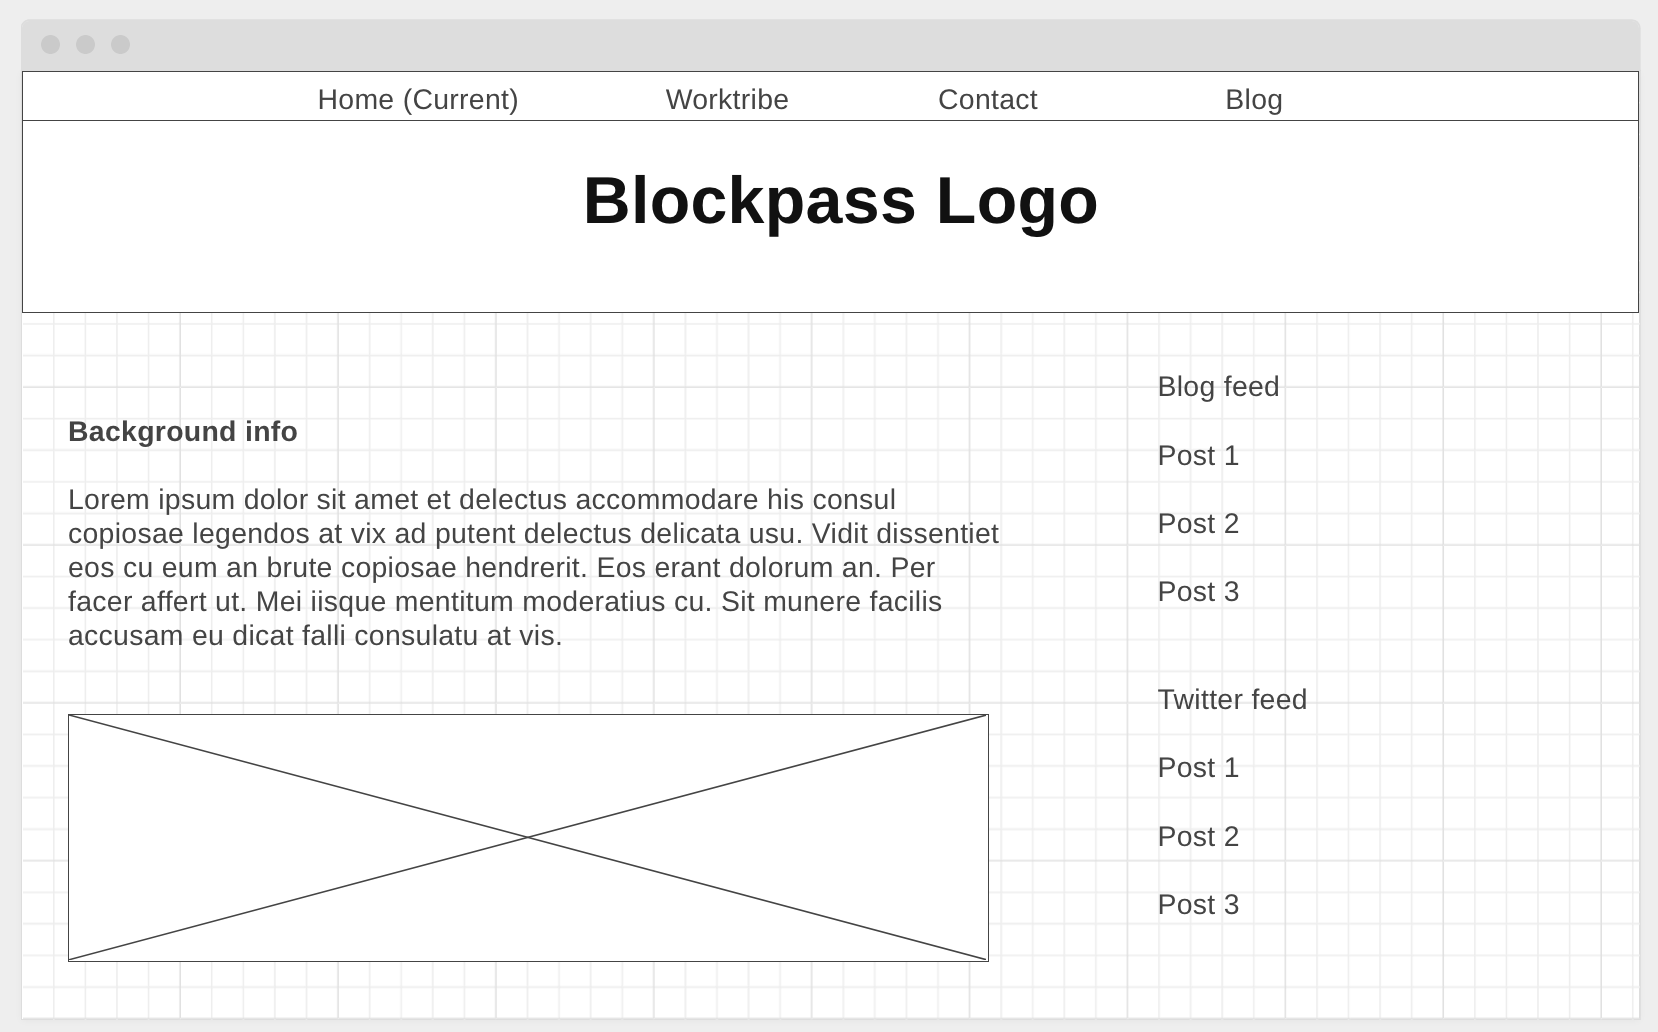 Home (Current) Worktribe Contact Blog
Blockpass Logo
Background info
Lorem ipsum dolor sit amet et delectus accommodare his consul
copiosae legendos at vix ad putent delectus delicata usu. Vidit dissentiet
eos cu eum an brute copiosae hendrerit. Eos erant dolorum an. Per
facer affert ut. Mei iisque mentitum moderatius cu. Sit munere facilis
accusam eu dicat falli consulatu at vis.
Blog feed
Post 1
Post 2
Post 3
Twitter feed
Post 1
Post 2
Post 3